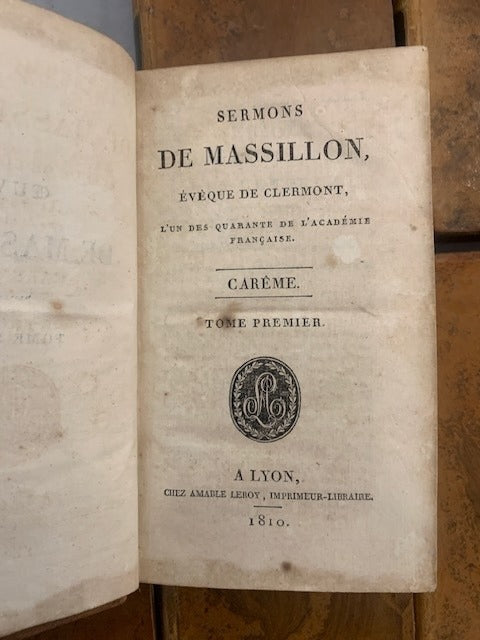 SERMONS
DE MASSILLON,
ÉVÊQUE DE CLERMONT,
L'UN DES QUARANTE DE L'ACADÉMIE
FRANÇAISE.
CARÊME.
TOME PREMIER.
A LYON,
CHEZ AMABLE LEROY, IMPRIMEUR-LIBRAIRE.
1810.